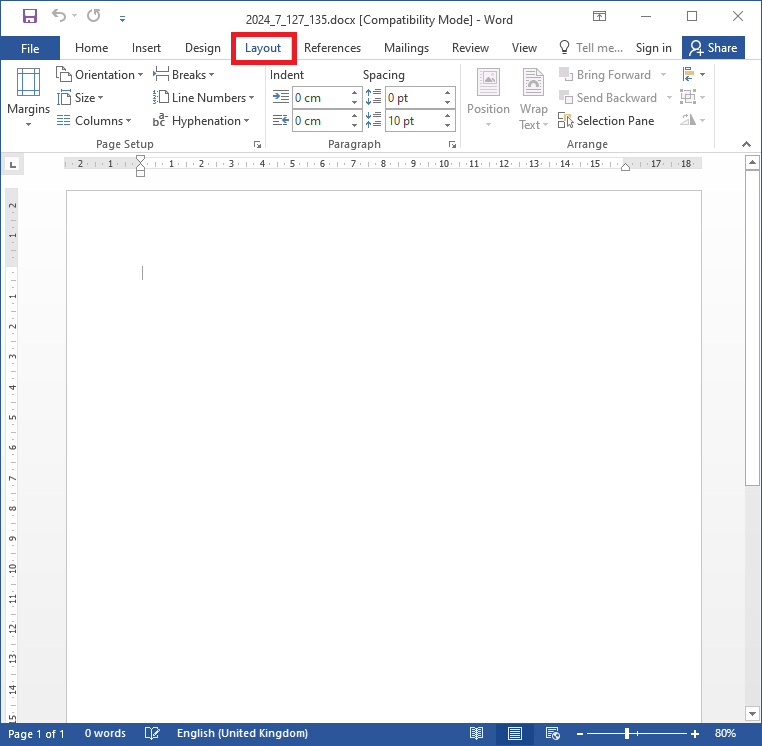 2024_7_127_135.docx [Compatibility Mode] - Word
File Home Insert Design Layout References Mailings Review View Tell me... Sign in Share
Margins
Orientation
Size
Columns
Breaks
Line Numbers
bc Hyphenation
Page Setup
Indent Spacing
0 cm 0 pt
0 cm 10 pt
Paragraph
Position
Wrap
Text
Bring Forward
Send Backward
Selection Pane
Arrange
L
2 1 1 2 3 4 5 6 7 8 9 10 11 12 13 14 15 17 18
2
1
1
2
3
4
5
6
7
8
9
10
11
12
13
14
15
Page 1 of 1 0 words English (United Kingdom) 80%